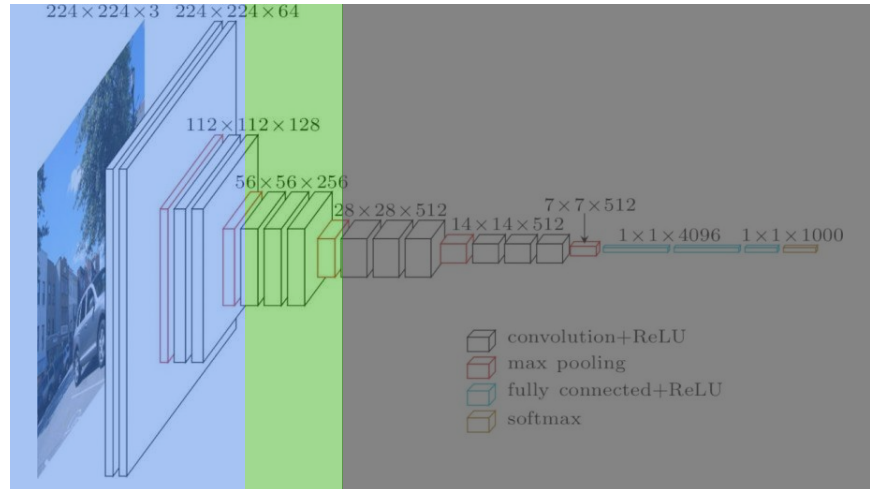 224×224×3
224×224×64
112×112×128
56×56×256
28×28×512
14×14×512
7×7×512
1×1×4096
1×1×1000
convolution+ReLU
max pooling
fully connected+ReLU
softmax